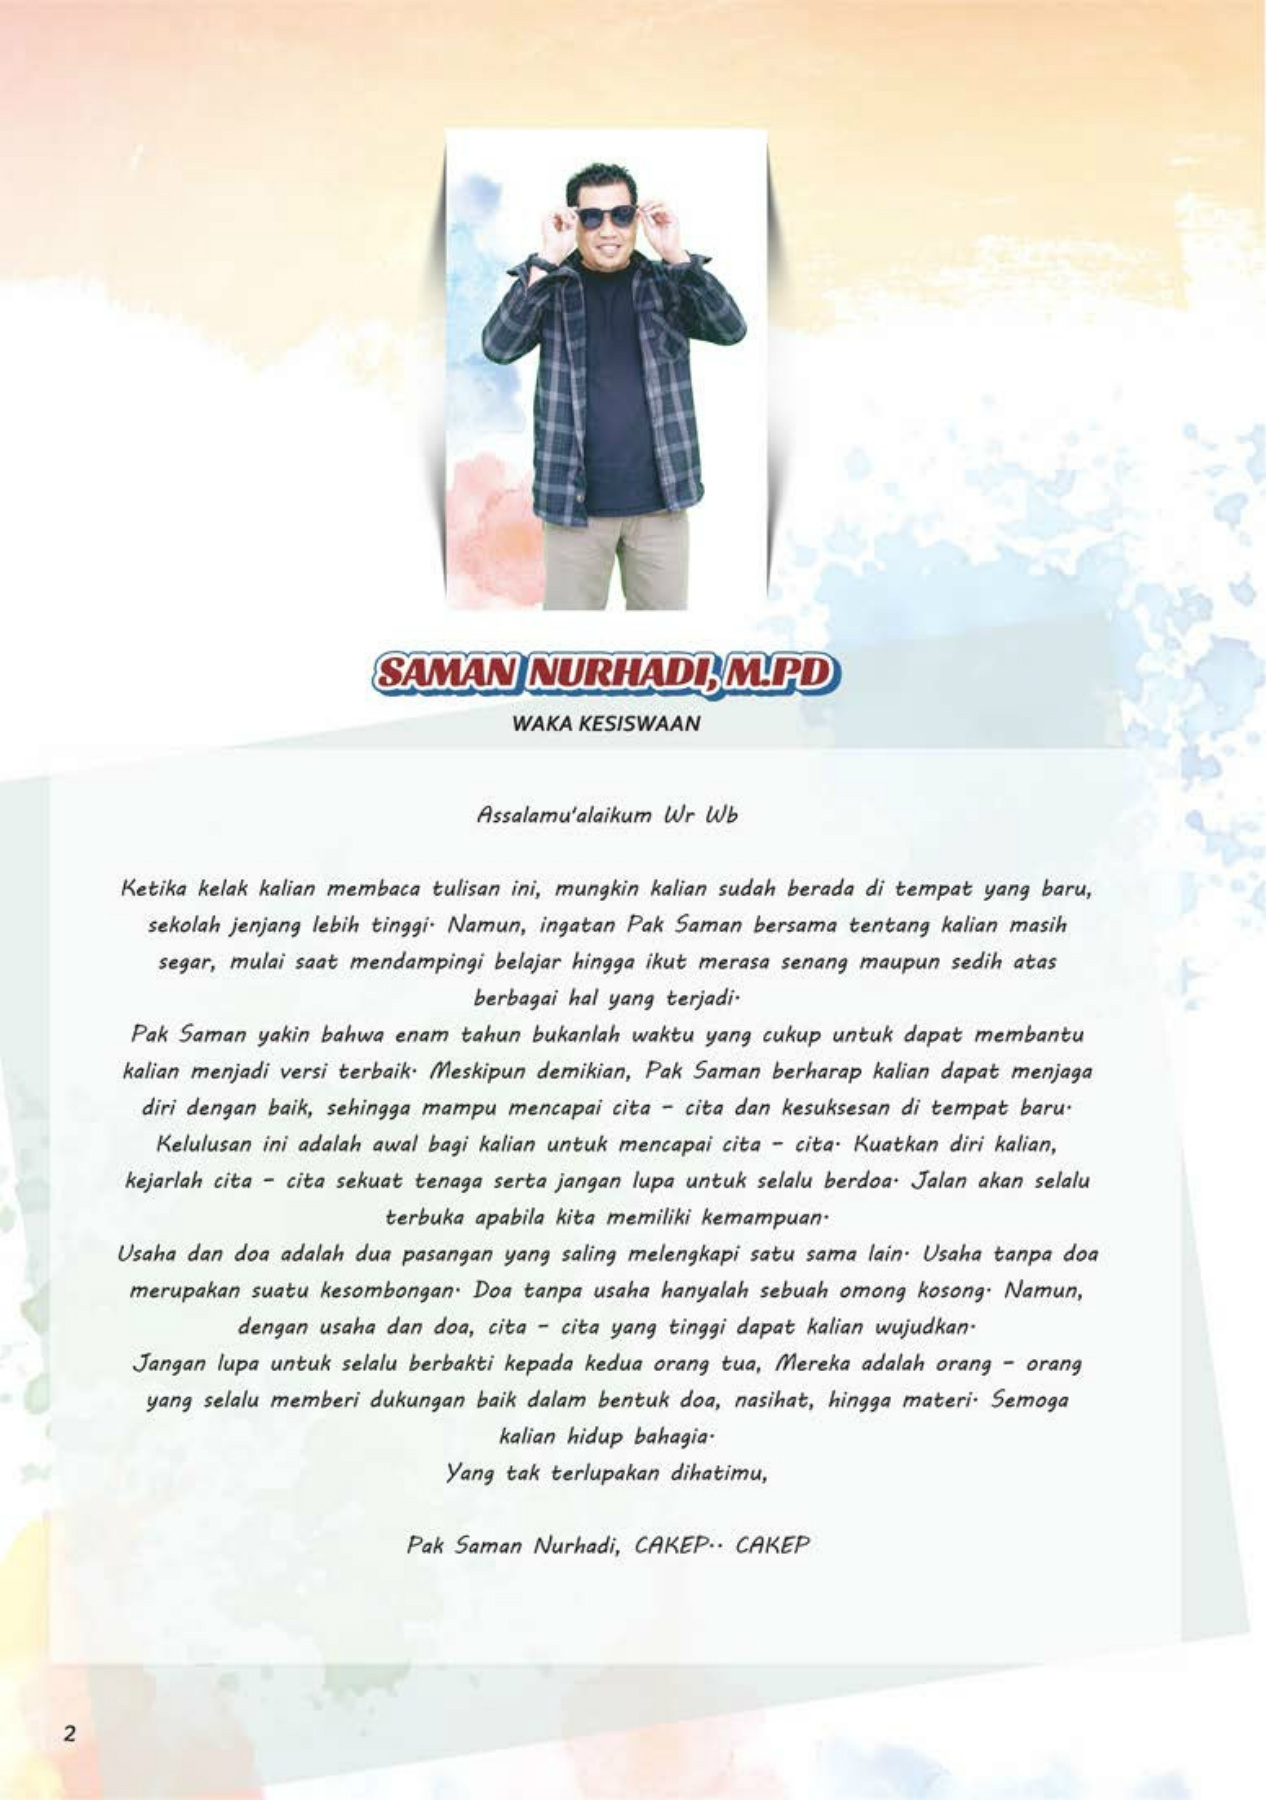 SAMAN NURHADI, M.PD
WAKA KESISWAAN
Assalamu'alaikum Wr Wb
Ketika kelak kalian membaca tulisan ini, mungkin kalian sudah berada di tempat yang baru,
sekolah jenjang lebih tinggi. Namun, ingatan Pak Saman bersama tentang kalian masih
segar, mulai saat mendampingi belajar hingga ikut merasa senang maupun sedih atas
berbagai hal yang terjadi.
Pak Saman yakin bahwa enam tahun bukanlah waktu yang cukup untuk dapat membantu
kalian menjadi versi terbaik. Meskipun demikian, Pak Saman berharap kalian dapat menjaga
diri dengan baik, sehingga mampu mencapai cita - cita dan kesuksesan di tempat baru.
Kelulusan ini adalah awal bagi kalian untuk mencapai cita - cita. Kuatkan diri kalian,
kejarlah cita - cita sekuat tenaga serta jangan lupa untuk selalu berdoa. Jalan akan selalu
terbuka apabila kita memiliki kemampuan.
Usaha dan doa adalah dua pasangan yang saling melengkapi satu sama lain. Usaha tanpa doa
merupakan suatu kesombongan. Doa tanpa usaha hanyalah sebuah omong kosong. Namun,
dengan usaha dan doa, cita - cita yang tinggi dapat kalian wujudkan.
Jangan lupa untuk selalu berbakti kepada kedua orang tua, Mereka adalah orang - orang
yang selalu memberi dukungan baik dalam bentuk doa, nasihat, hingga materi. Semoga
kalian hidup bahagia.
Yang tak terlupakan dihatimu,
Pak Saman Nurhadi, CAKEP.. CAKEP
2